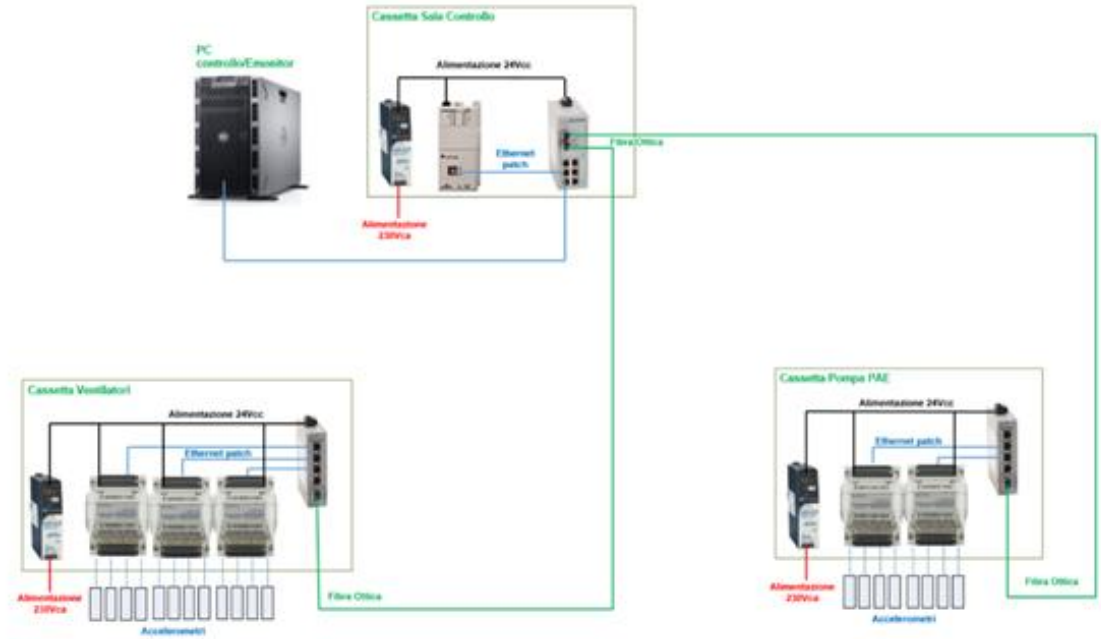 Cassetta Sala Controllo
PC
controllo/Emonitor
Alimentazione 24Vcc
Fibra Ottica
Ethernet
patch
Alimentazione
230Vca
Cassetta Ventilatori
Alimentazione 24Vcc
Ethernet patch
Alimentazione
230Vca
Fibra Ottica
Accelerometri
Cassetta Pompa PAE
Alimentazione 24Vcc
Ethernet patch
Alimentazione
230Vca
Fibra Ottica
Accelerometri